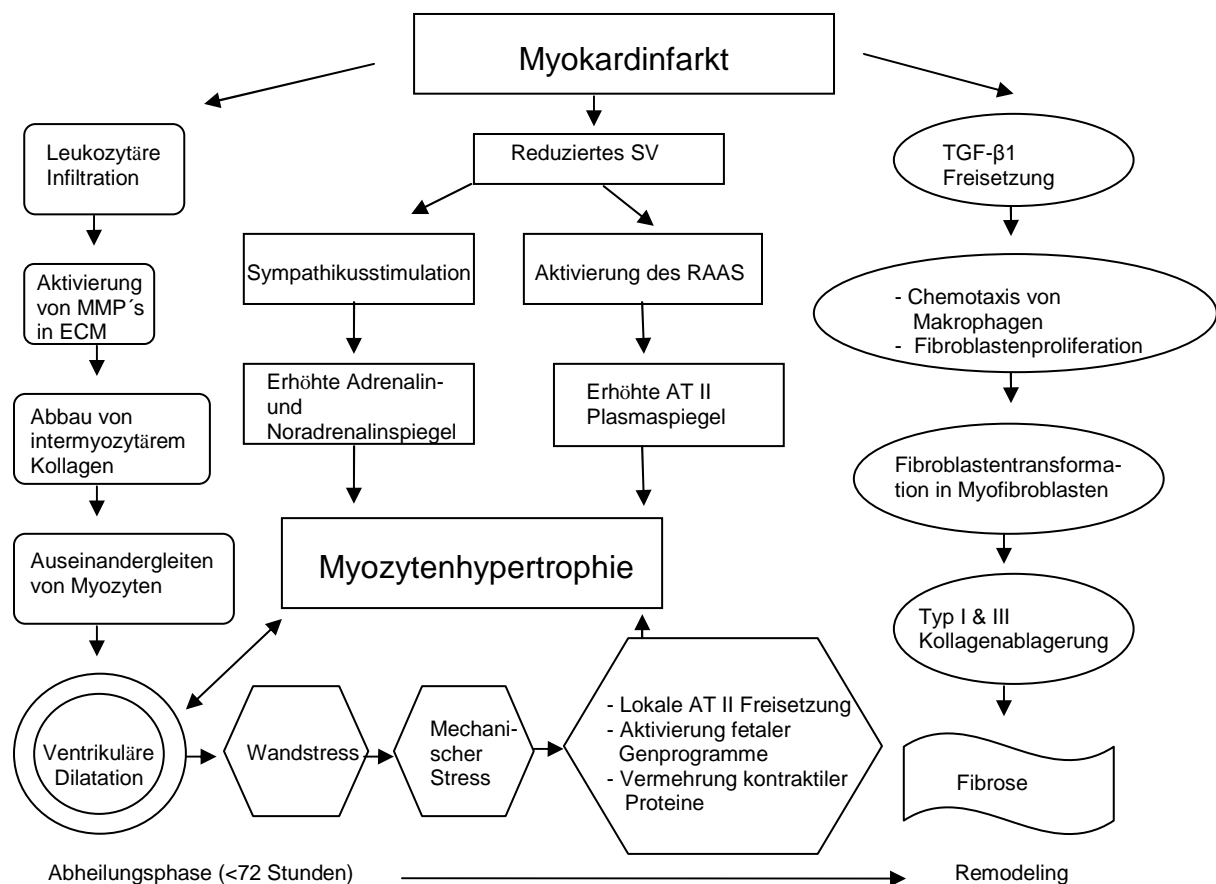 Myokardinfarkt
Leukozytäre
Infiltration
Aktivierung
von MMP´s
in ECM
Abbau von
intermyozytärem
Kollagen
Auseinandergleiten
von Myozyten
Ventrikuläre
Dilatation
Reduziertes SV
Sympathikusstimulation
Erhöhte Adrenalin-
und
Noradrenalinspiegel
Aktivierung des RAAS
Erhöhte AT II
Plasmaspiegel
Myozytenhypertrophie
Wandstress
Mechani-
scher
Stress
- Lokale AT II Freisetzung
- Aktivierung fetaler
Genprogramme
- Vermehrung kontraktiler
Proteine
TGF-β1
Freisetzung
- Chemotaxis von
Makrophagen
- Fibroblastenproliferation
Fibroblastentransforma-
tion in Myofibroblasten
Typ I & III
Kollagenablagerung
Fibrose
Abheilungsphase (<72 Stunden)
Remodeling